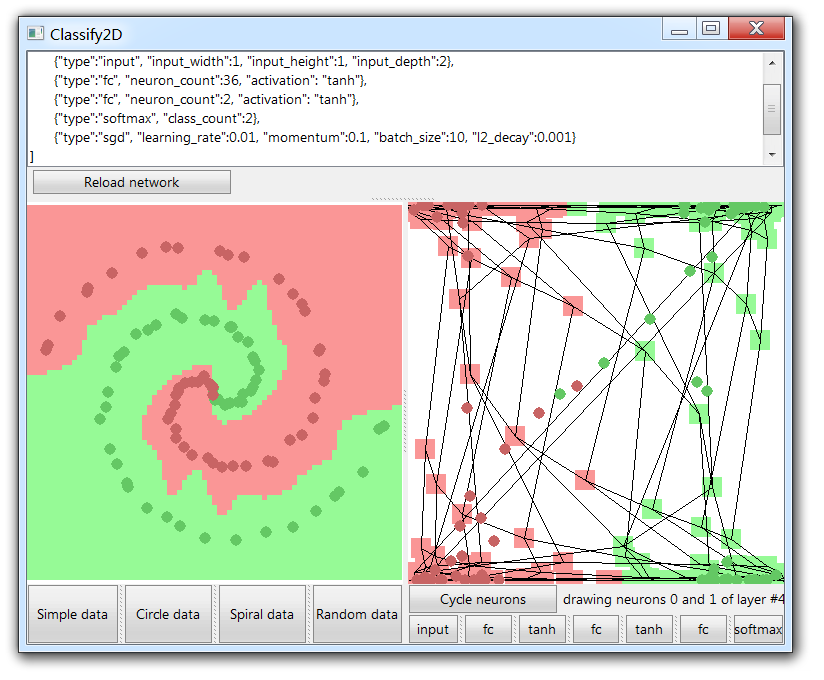 Classify2D
{"type":"input", "input_width":1, "input_height":1, "input_depth":2},
{"type":"fc", "neuron_count":36, "activation": "tanh"},
{"type":"fc", "neuron_count":2, "activation": "tanh"},
{"type":"softmax", "class_count":2},
{"type":"sgd", "learning_rate":0.01, "momentum":0.1, "batch_size":10, "l2_decay":0.001}
]
Reload network
Simple data
Circle data
Spiral data
Random data
Cycle neurons
drawing neurons 0 and 1 of layer #4
input
fc
tanh
fc
tanh
fc
softmax